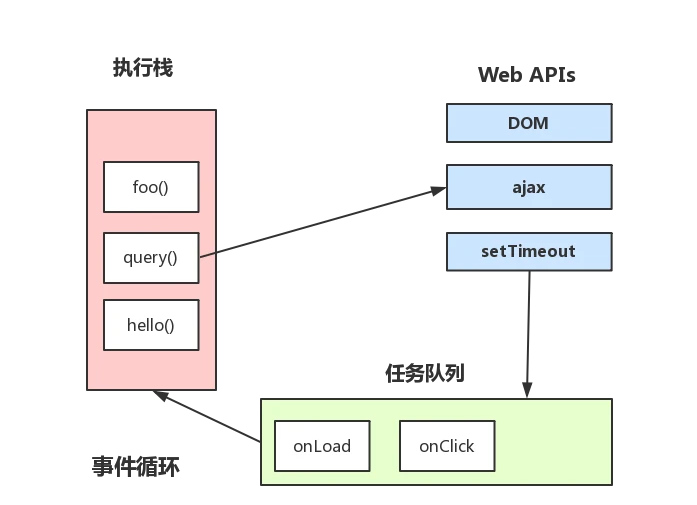 执行栈
Web APIs
DOM
foo()
ajax
query()
setTimeout
hello()
任务队列
onLoad
onClick
事件循环